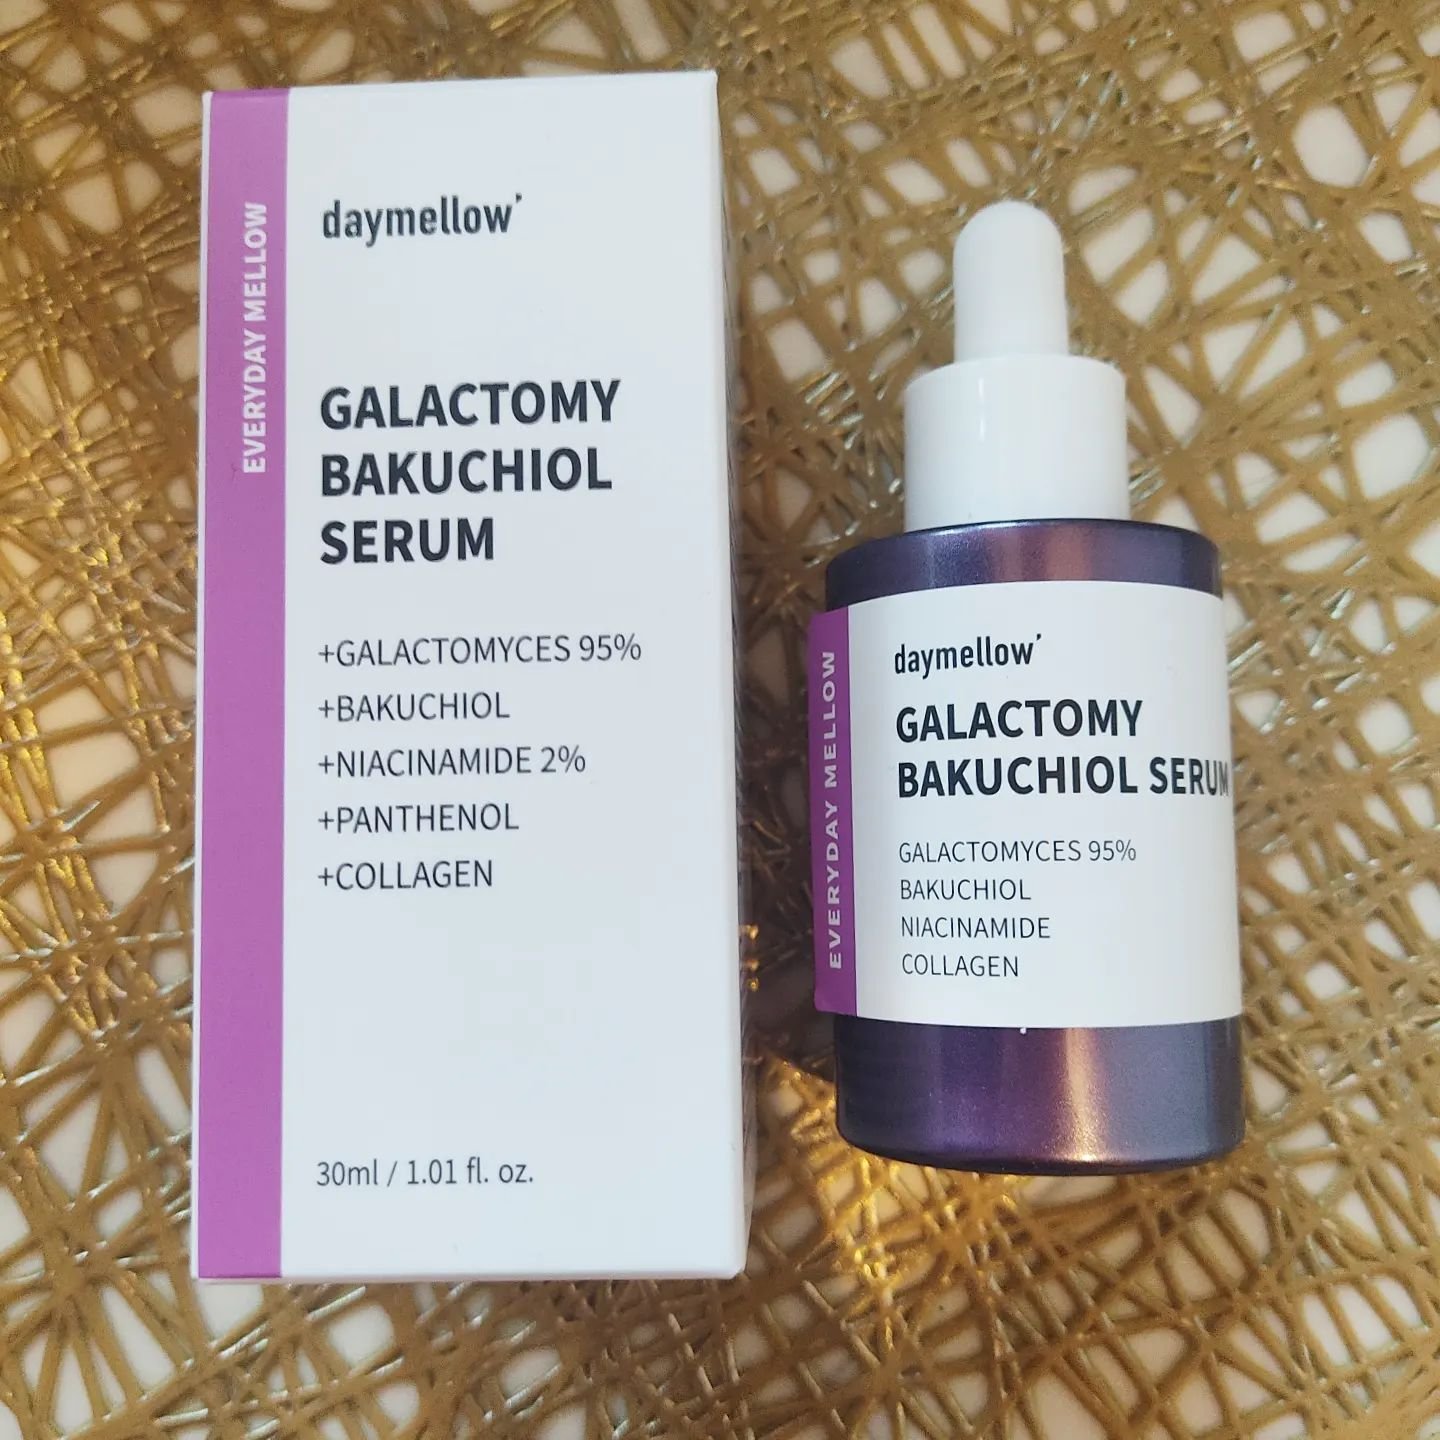 EVERYDAY MELLOW
daymellow'
GALACTOMY
BAKUCHIOL
SERUM
+GALACTOMYCES 95%
+BAKUCHIOL
+NIACINAMIDE 2%
+PANTHENOL
+COLLAGEN
30ml / 1.01 fl. oz.
EVERYDAY MELLOW
daymellow'
GALACTOMY
BAKUCHIOL SERUM
GALACTOMYCES 95%
BAKUCHIOL
NIACINAMIDE
COLLAGEN